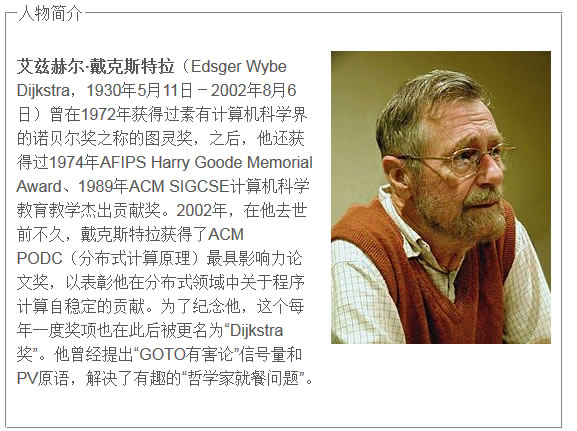 人物简介
艾兹赫尔·戴克斯特拉（Edsger Wybe
Dijkstra，1930年5月11日－2002年8月6
日）曾在1972年获得过素有计算机科学界
的诺贝尔奖之称的图灵奖，之后，他还获
得过1974年AFIPS Harry Goode Memorial
Award、1989年ACM SIGCSE计算机科学
教育教学杰出贡献奖。2002年，在他去世
前不久，戴克斯特拉获得了ACM
PODC（分布式计算原理）最具影响力论
文奖，以表彰他在分布式领域中关于程序
计算自稳定的贡献。为了纪念他，这个每
年一度奖项也在此后被更名为“Dijkstra
奖”。他曾经提出“GOTO有害论”信号量和
PV原语，解决了有趣的“哲学家就餐问题”。